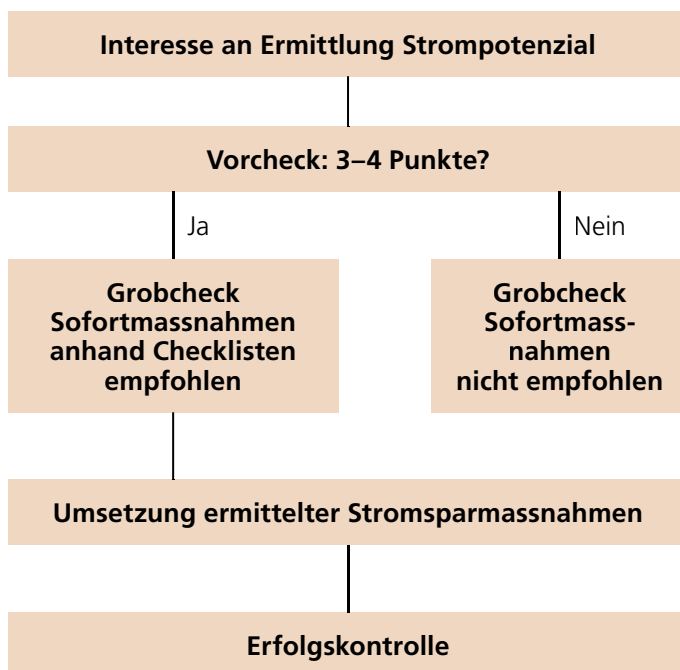 Interesse an Ermittlung Strompotenzial
Vorcheck: 3–4 Punkte?
Ja
Nein
Grobcheck
Sofortmassnahmen
anhand Checklisten
empfohlen
Grobcheck
Sofortmass-
nahmen
nicht empfohlen
Umsetzung ermittelter Stromsparmassnahmen
Erfolgskontrolle